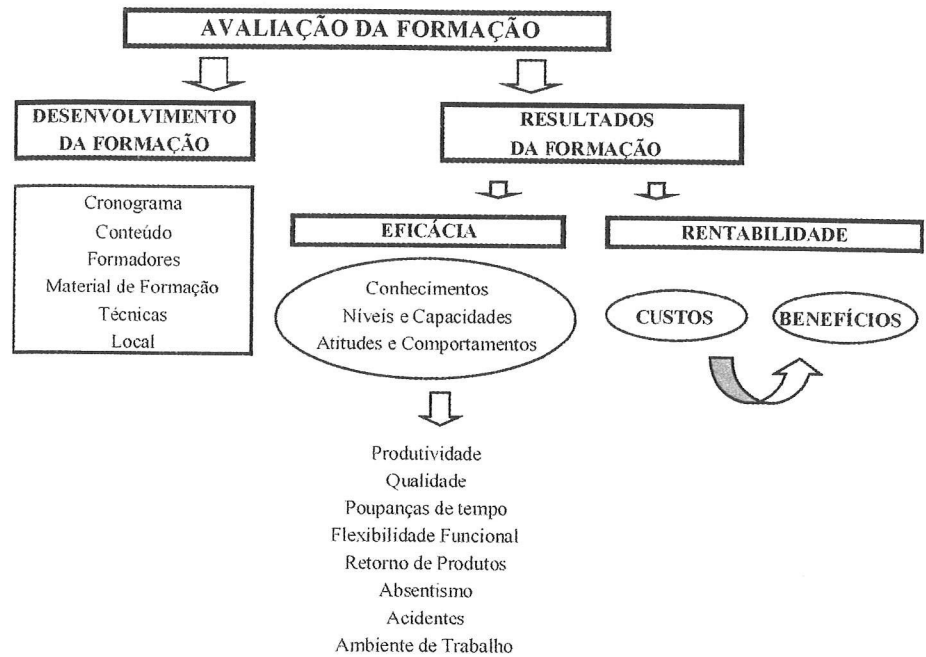 AVALIAÇÃO DA FORMAÇÃO
DESENVOLVIMENTO
DA FORMAÇÃO
RESULTADOS
DA FORMAÇÃO
Cronograma
Conteúdo
Formadores
Material de Formação
Técnicas
Local
EFICÁCIA
RENTABILIDADE
Conhecimentos
Níveis e Capacidades
Atitudes e Comportamentos
CUSTOS
BENEFÍCIOS
Produtividade
Qualidade
Poupanças de tempo
Flexibilidade Funcional
Retorno de Produtos
Absentismo
Acidentes
Ambiente de Trabalho